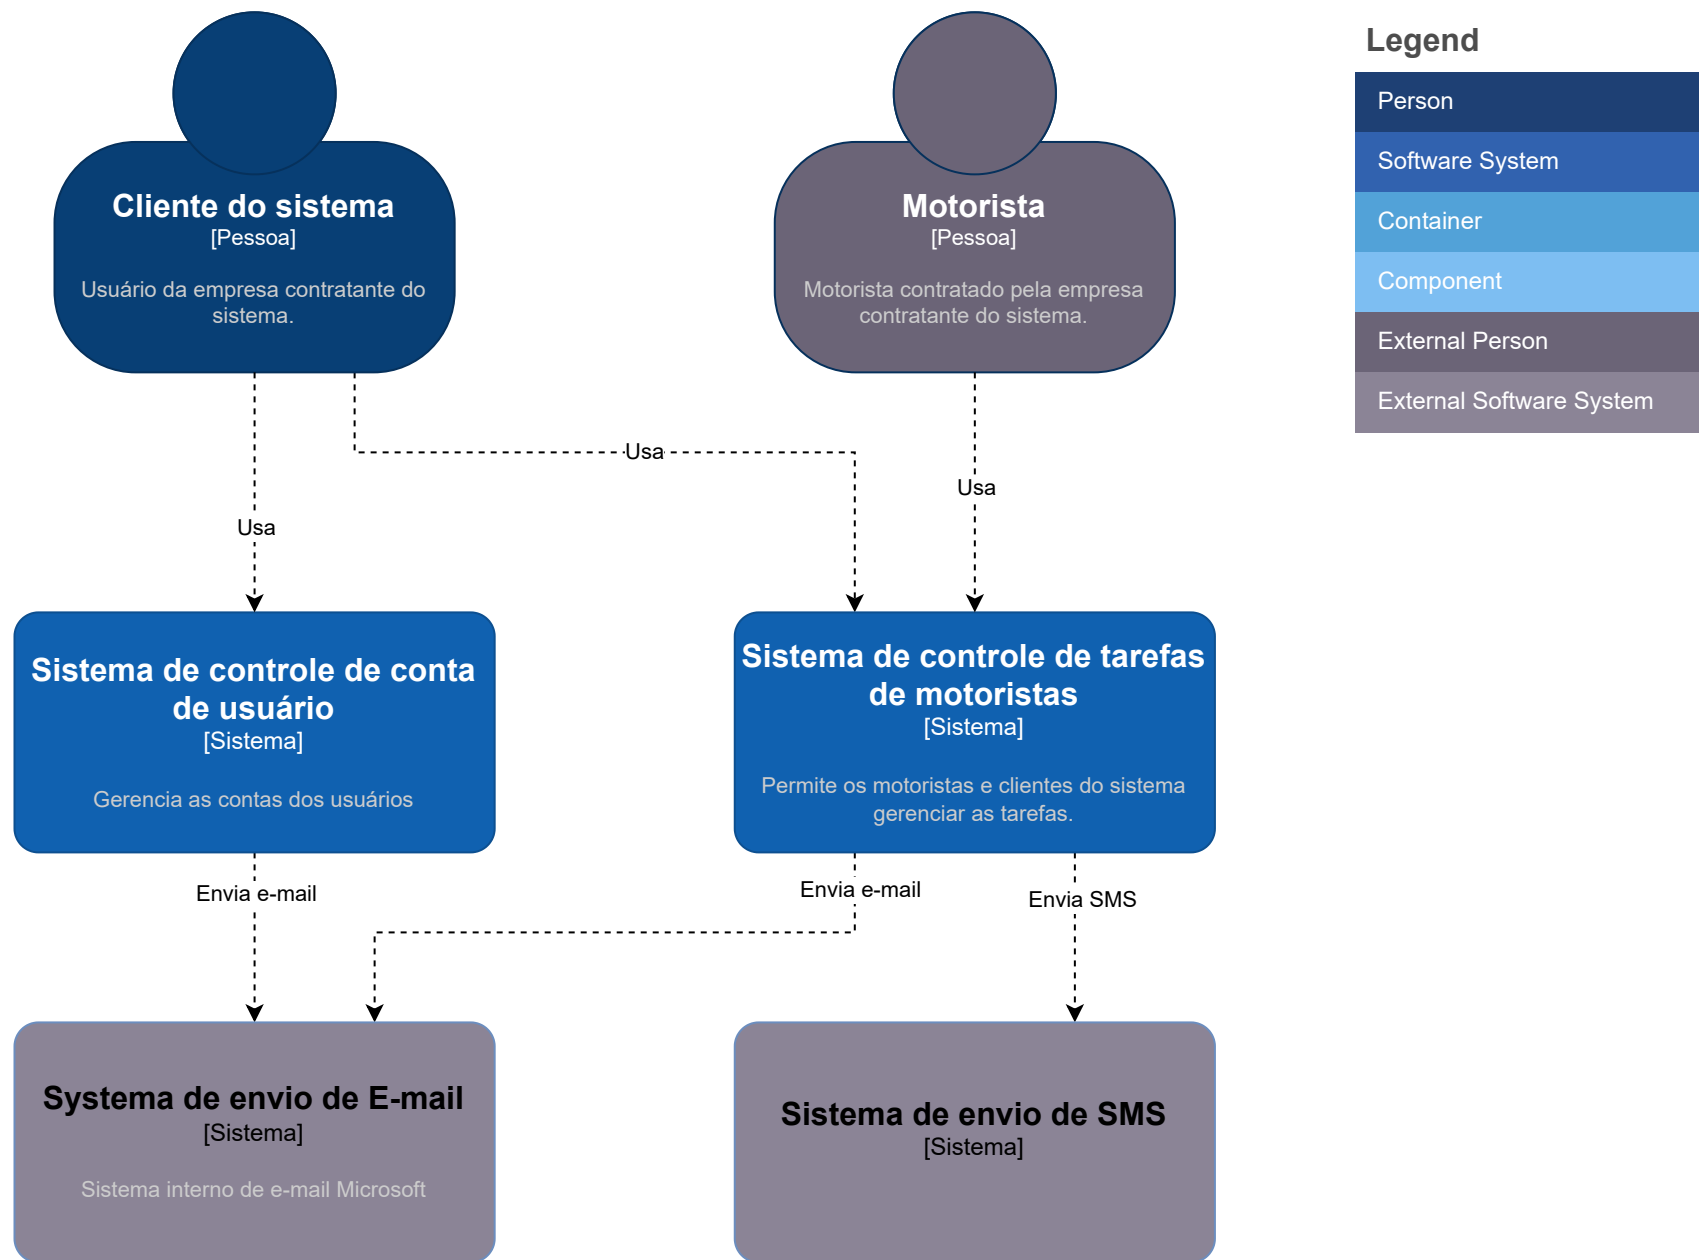 Legend
Person
Software System
Container
Component
External Person
External Software System
Cliente do sistema
[Pessoa]
Usuário da empresa contratante do
sistema.
Motorista
[Pessoa]
Motorista contratado pela empresa
contratante do sistema.
Usa
Usa
Usa
Sistema de controle de conta
de usuário
[Sistema]
Gerencia as contas dos usuários
Sistema de controle de tarefas
de motoristas
[Sistema]
Permite os motoristas e clientes do sistema
gerenciar as tarefas.
Envia e-mail
Envia e-mail
Envia SMS
Systema de envio de E-mail
[Sistema]
Sistema interno de e-mail Microsoft
Sistema de envio de SMS
[Sistema]